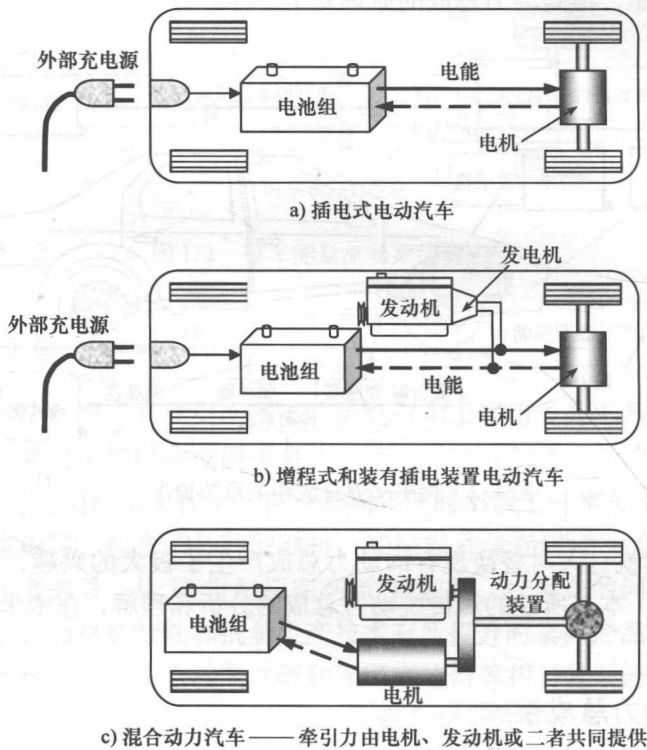 外部充电源
电池组
电能
电机
a) 插电式电动汽车
发电机
发动机
外部充电源
电池组
电能
电机
b) 增程式和装有插电装置电动汽车
发动机
动力分配
装置
电池组
电机
c) 混合动力汽车——牵引力由电机、发动机或二者共同提供